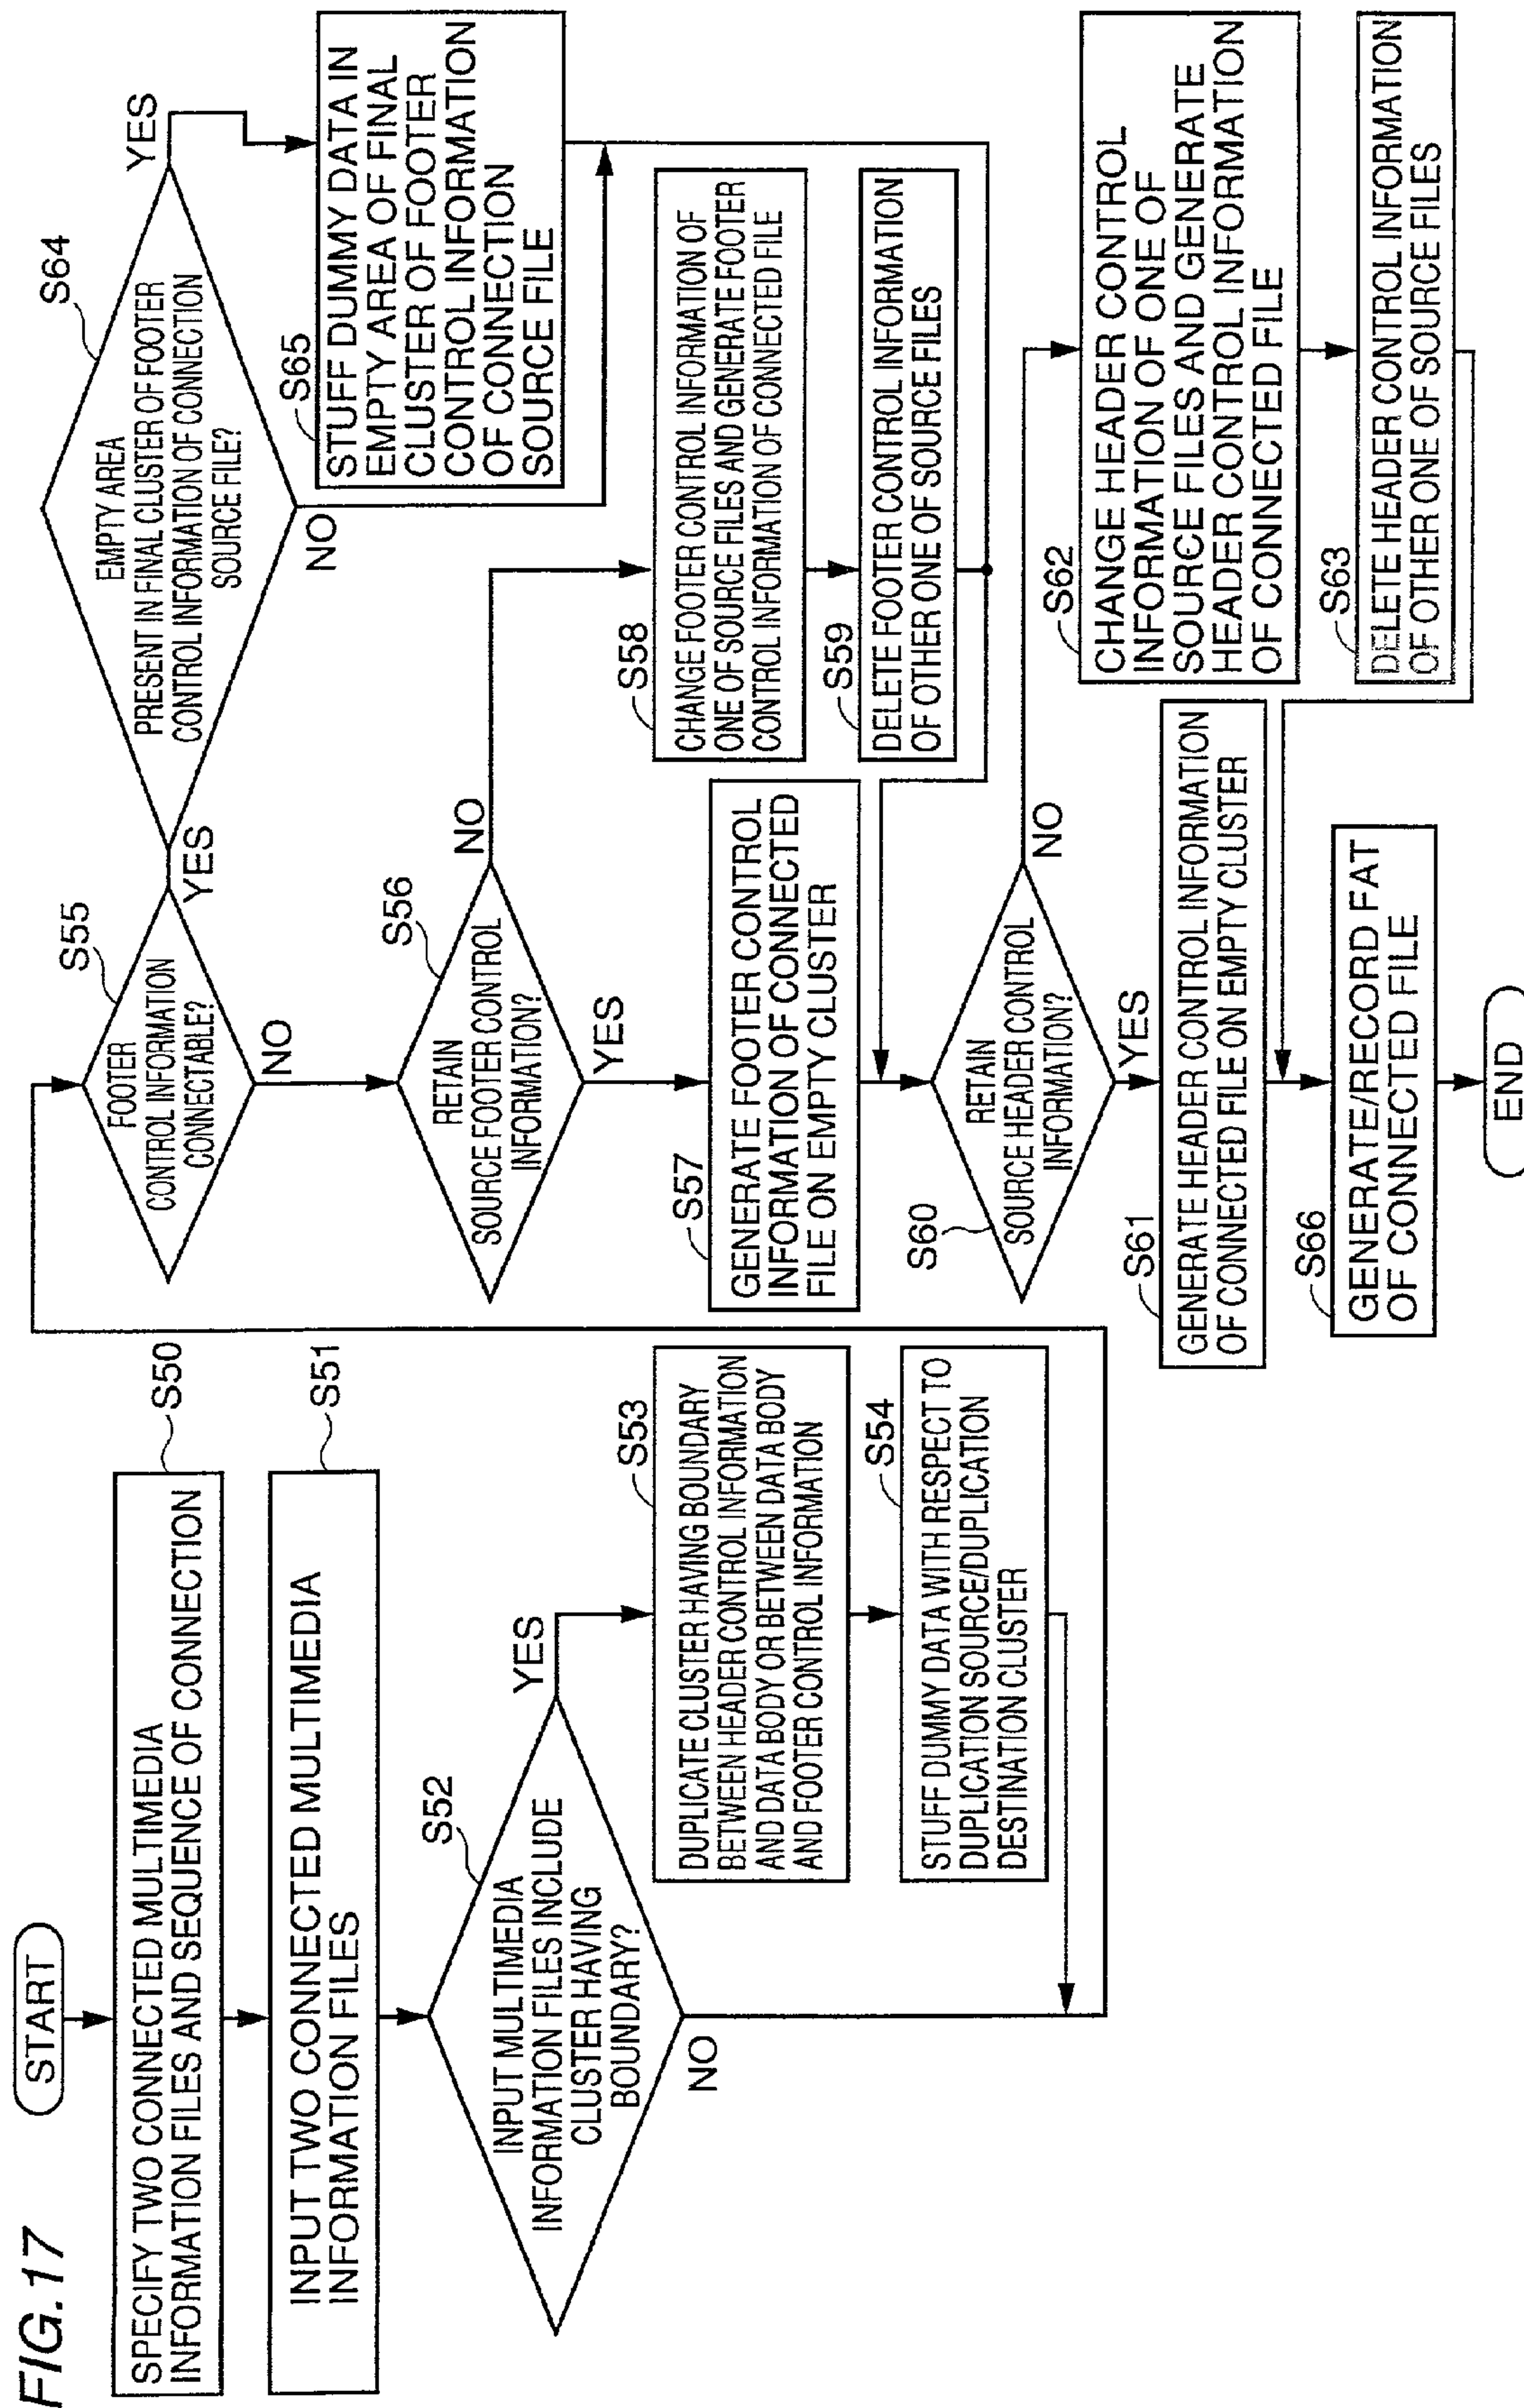 FIG.17
START
S50
SPECIFY TWO CONNECTED MULTIMEDIA
INFORMATION FILES AND SEQUENCE OF CONNECTION
S51
INPUT TWO CONNECTED MULTIMEDIA
INFORMATION FILES
S52
INPUT MULTIMEDIA
INFORMATION FILES INCLUDE
CLUSTER HAVING
BOUNDARY?
YES
NO
S53
DUPLICATE CLUSTER HAVING BOUNDARY
BETWEEN HEADER CONTROL INFORMATION
AND DATA BODY OR BETWEEN DATA BODY
AND FOOTER CONTROL INFORMATION
S54
STUFF DUMMY DATA WITH RESPECT TO
DUPLICATION SOURCE/DUPLICATION
DESTINATION CLUSTER
S55
FOOTER
CONTROL INFORMATION
CONNECTABLE?
YES
NO
S64
EMPTY AREA
PRESENT IN FINAL CLUSTER OF FOOTER
CONTROL INFORMATION OF CONNECTION
SOURCE FILE?
YES
NO
S65
STUFF DUMMY DATA IN
EMPTY AREA OF FINAL
CLUSTER OF FOOTER
CONTROL INFORMATION
OF CONNECTION
SOURCE FILE
S56
RETAIN
SOURCE FOOTER CONTROL
INFORMATION?
NO
YES
S58
CHANGE FOOTER CONTROL INFORMATION OF
ONE OF SOURCE FILES AND GENERATE FOOTER
CONTROL INFORMATION OF CONNECTED FILE
S59
DELETE FOOTER CONTROL INFORMATION
OF OTHER ONE OF SOURCE FILES
S57
GENERATE FOOTER CONTROL
INFORMATION OF CONNECTED
FILE ON EMPTY CLUSTER
S60
RETAIN
SOURCE HEADER CONTROL
INFORMATION?
NO
YES
S62
CHANGE HEADER CONTROL
INFORMATION OF ONE OF
SOURCE FILES AND GENERATE
HEADER CONTROL INFORMATION
OF CONNECTED FILE
S63
DELETE HEADER CONTROL INFORMATION
OF OTHER ONE OF SOURCE FILES
S61
GENERATE HEADER CONTROL INFORMATION
OF CONNECTED FILE ON EMPTY CLUSTER
S66
GENERATE/RECORD FAT
OF CONNECTED FILE
END